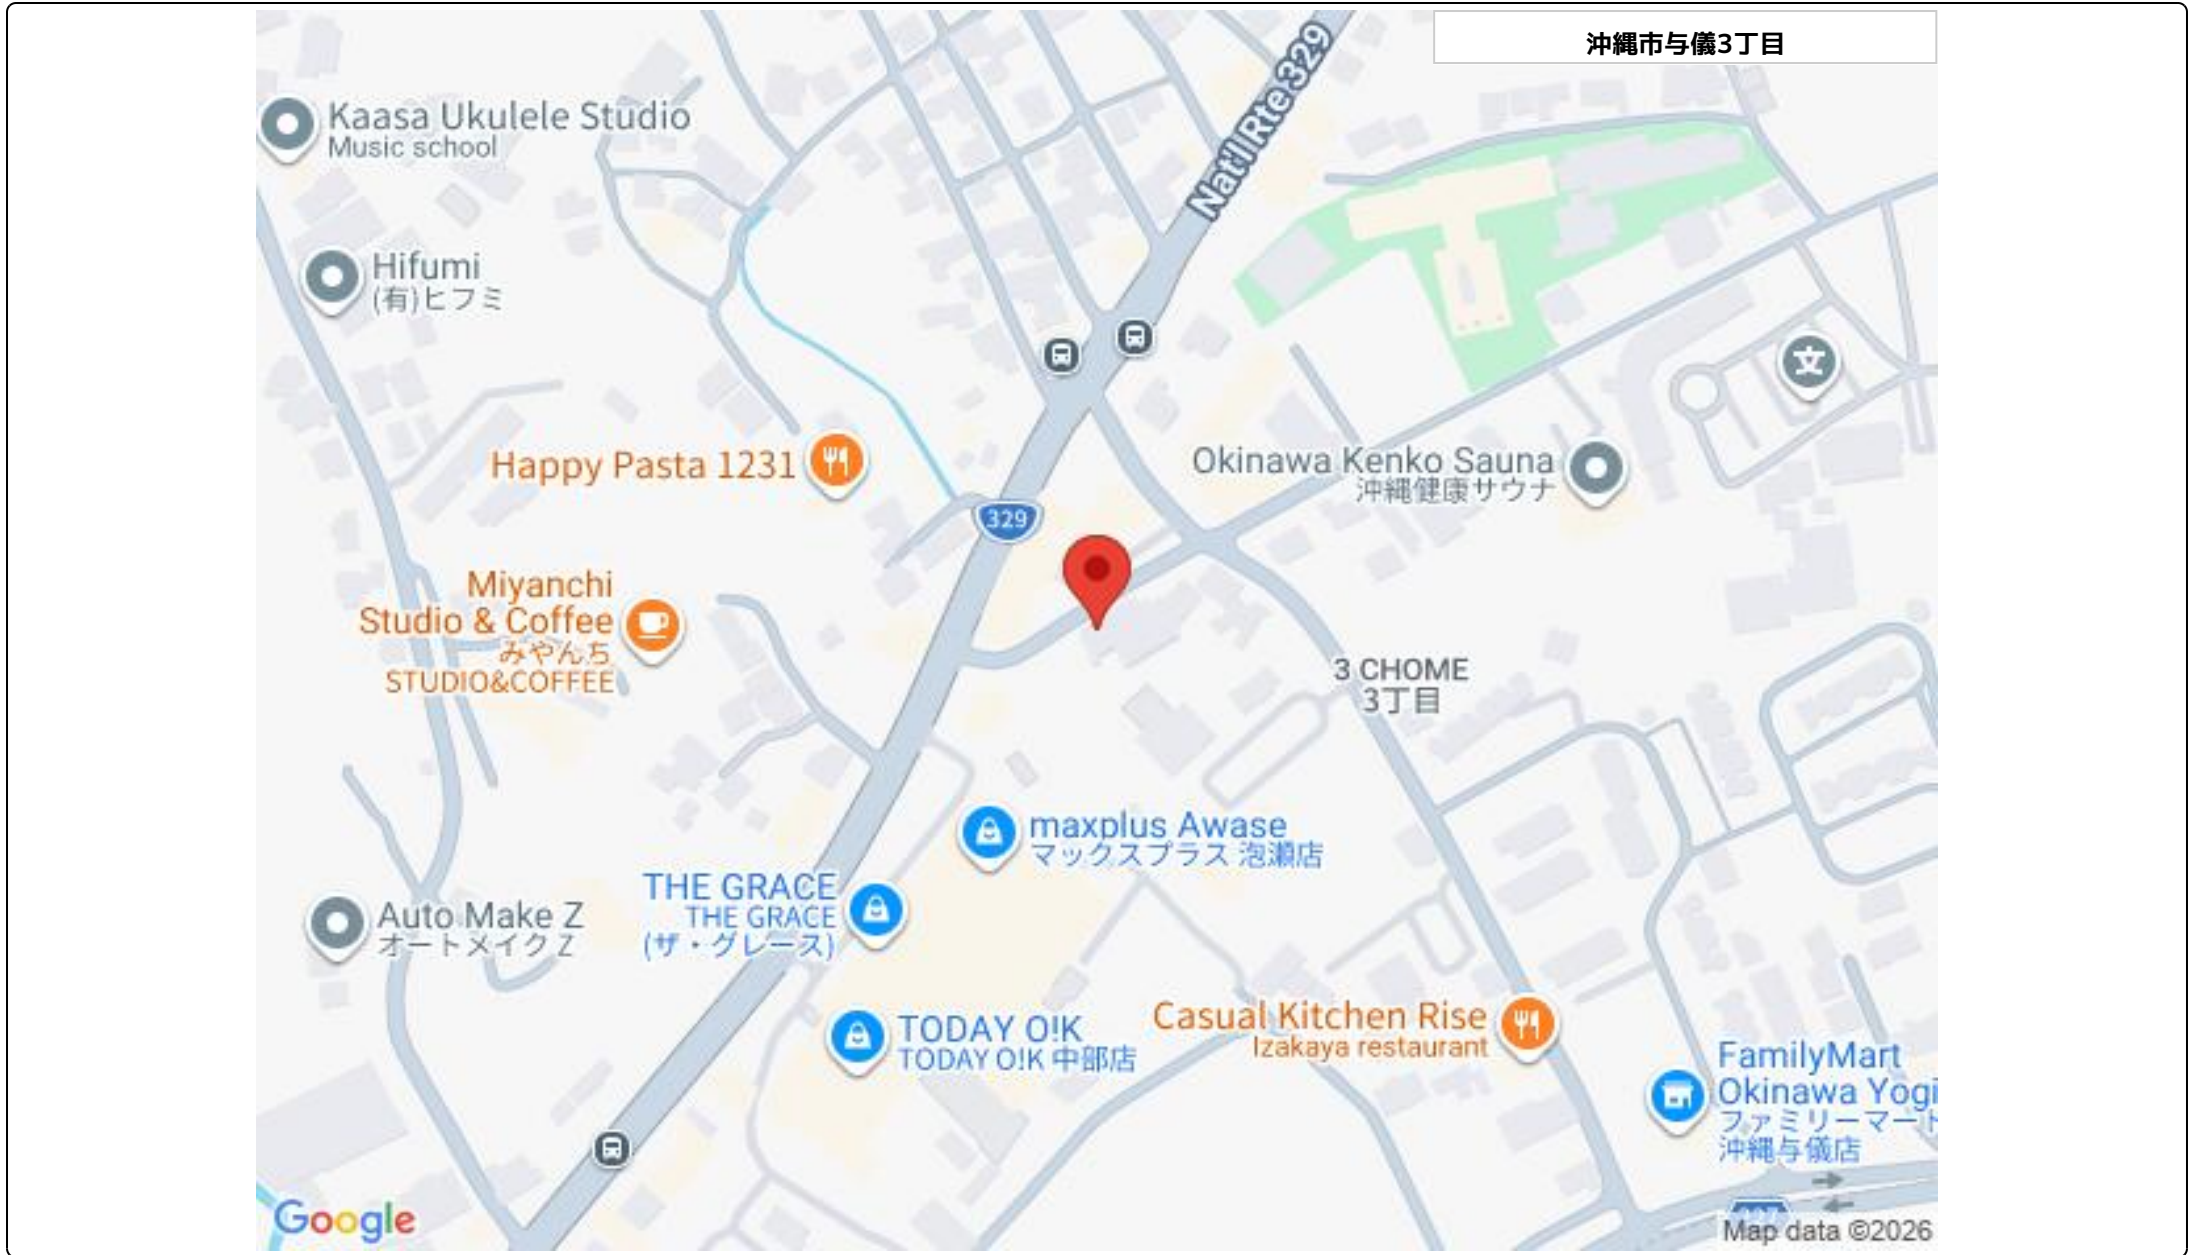 沖縄市与儀3丁目
Nat'l Rte 329
Kaasa Ukulele Studio
Music school
Hifumi
(有)ヒフミ
文
Happy Pasta 1231
Okinawa Kenko Sauna
沖縄健康サウナ
329
Miyanchi
Studio & Coffee
みやんち
STUDIO&COFFEE
3 CHOME
3丁目
maxplus Awase
マックスプラス 泡瀬店
THE GRACE
THE GRACE
(ザ・グレース)
Auto Make Z
オートメイクZ
TODAY O!K
TODAY O!K 中部店
Casual Kitchen Rise
Izakaya restaurant
FamilyMart
Okinawa Yogi
ファミリーマート
沖縄与儀店
Google
Map data ©2026